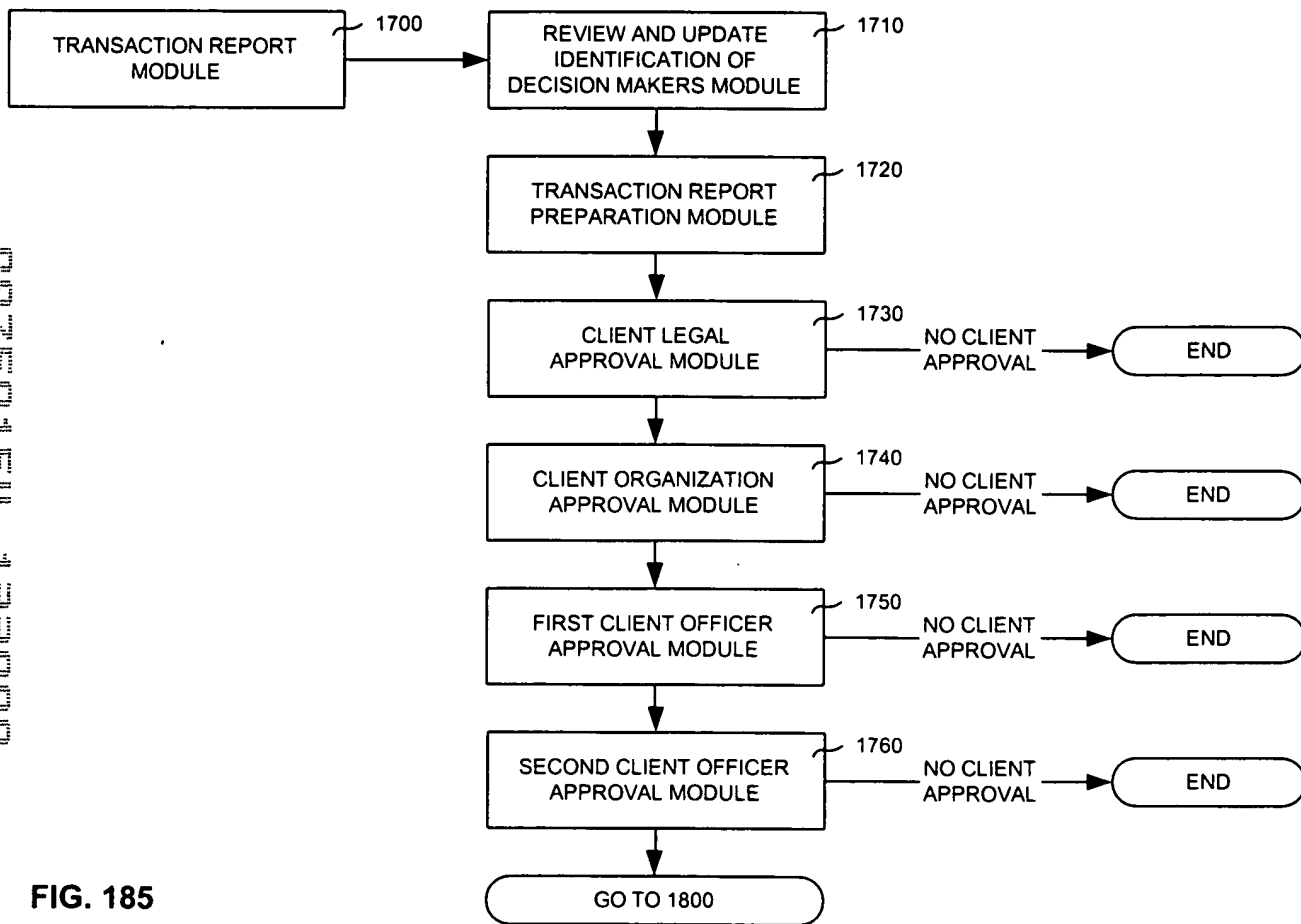 TRANSACTION REPORT
MODULE
1700
REVIEW AND UPDATE
IDENTIFICATION OF
DECISION MAKERS MODULE
1710
TRANSACTION REPORT
PREPARATION MODULE
1720
CLIENT LEGAL
APPROVAL MODULE
1730
NO CLIENT
APPROVAL
END
CLIENT ORGANIZATION
APPROVAL MODULE
1740
NO CLIENT
APPROVAL
END
FIRST CLIENT OFFICER
APPROVAL MODULE
1750
NO CLIENT
APPROVAL
END
SECOND CLIENT OFFICER
APPROVAL MODULE
1760
NO CLIENT
APPROVAL
END
GO TO 1800
FIG. 185